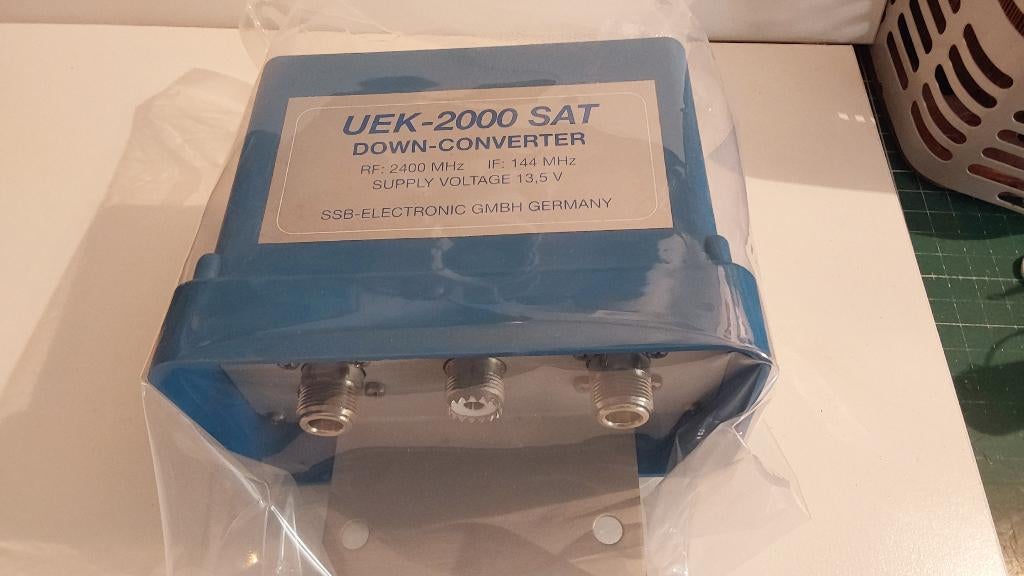 UEK-2000 SAT
DOWN-CONVERTER
RF: 2400 MHz IF: 144 MHz
SUPPLY VOLTAGE 13,5 V
SSB-ELECTRONIC GMBH GERMANY